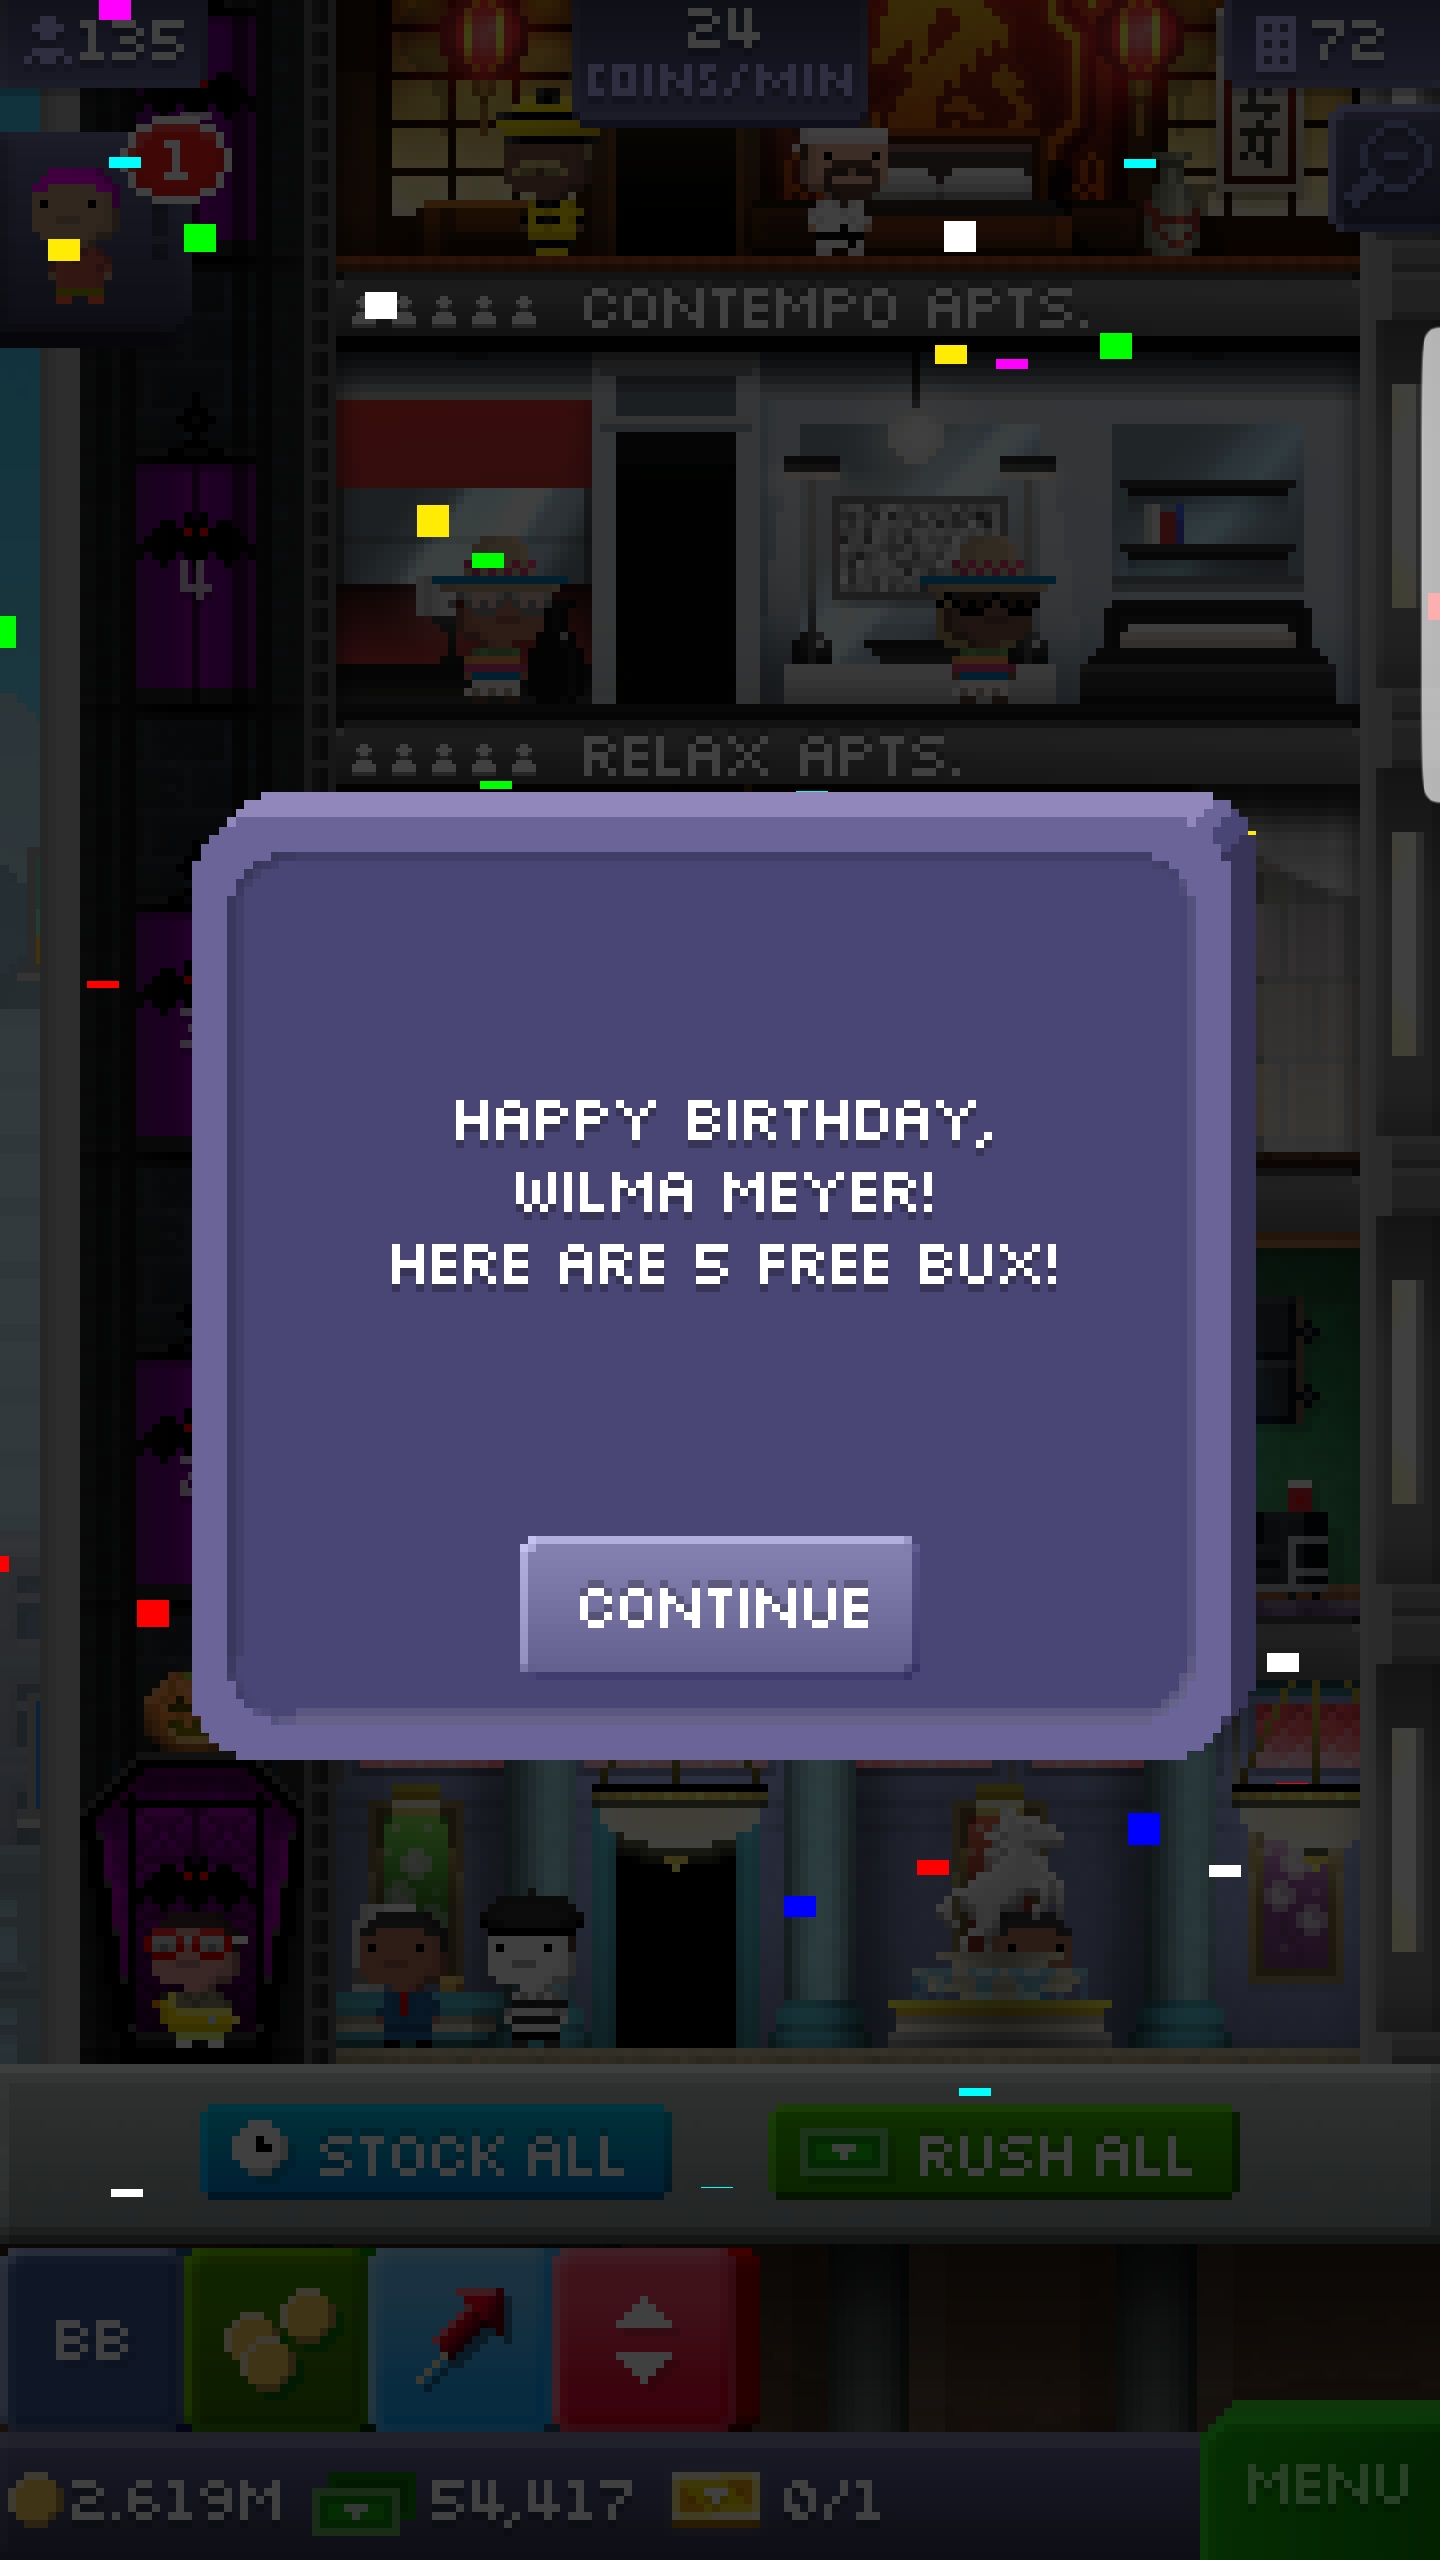 135
24
COINS/MIN
72
1
CONTEMPO APTS.
4
RELAX APTS.
HAPPY BIRTHDAY,
WILMA MEYER!
HERE ARE 5 FREE BUX!
CONTINUE
STOCK ALL
RUSH ALL
BB
2.619M
54,417
0/1
MENU